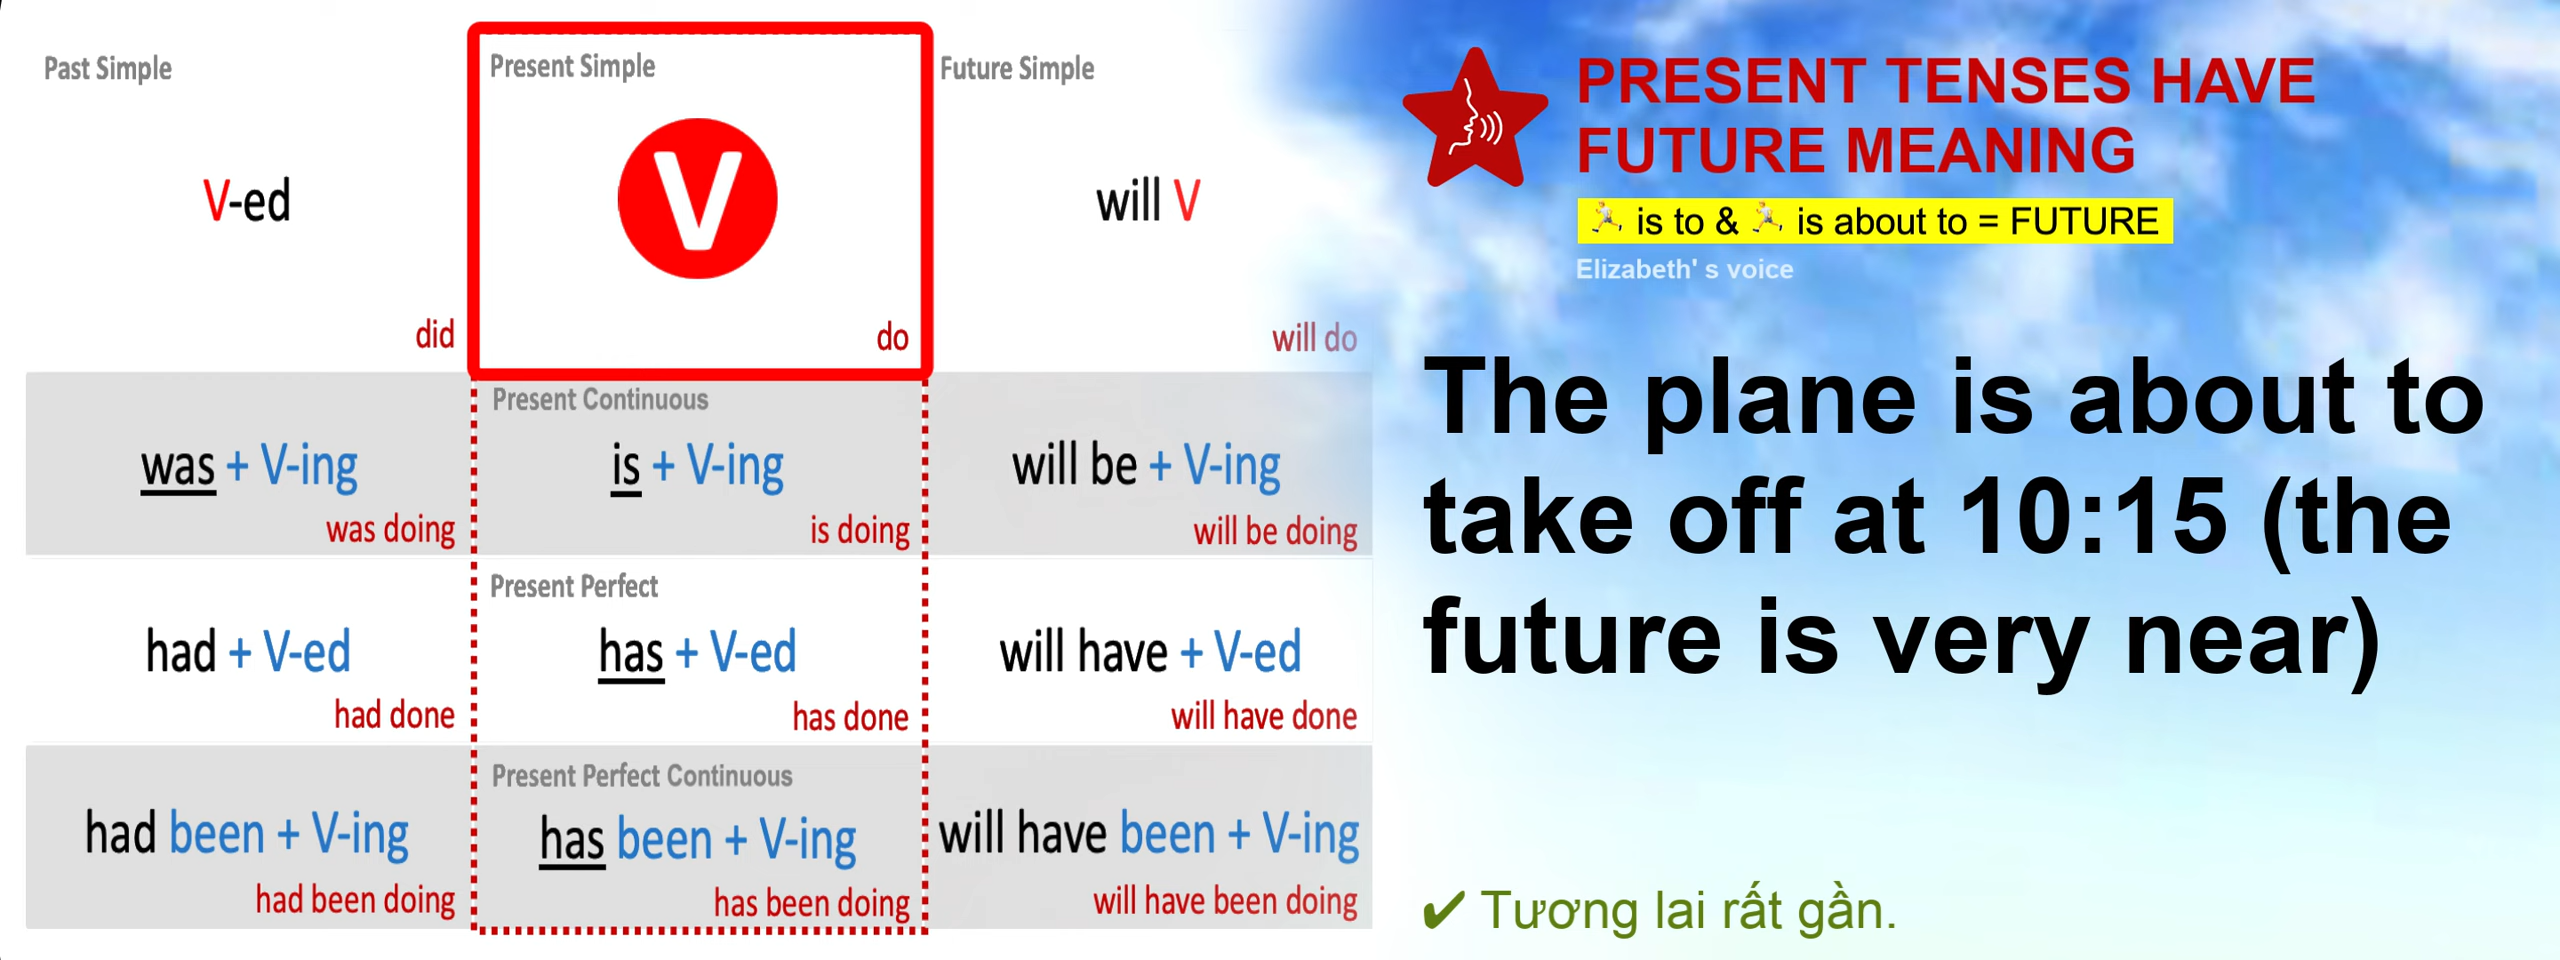 Past Simple
Present Simple
Future Simple
V-ed
V
will V
did
do
will do
Present Continuous
was + V-ing
is + V-ing
will be + V-ing
was doing
is doing
will be doing
Present Perfect
had + V-ed
has + V-ed
will have + V-ed
had done
has done
will have done
Present Perfect Continuous
had been + V-ing
has been + V-ing
will have been + V-ing
had been doing
has been doing
will have been doing
PRESENT TENSES HAVE
FUTURE MEANING
🏃 is to & 🏃 is about to = FUTURE
Elizabeth' s voice
The plane is about to
take off at 10:15 (the
future is very near)
✔ Tương lai rất gần.